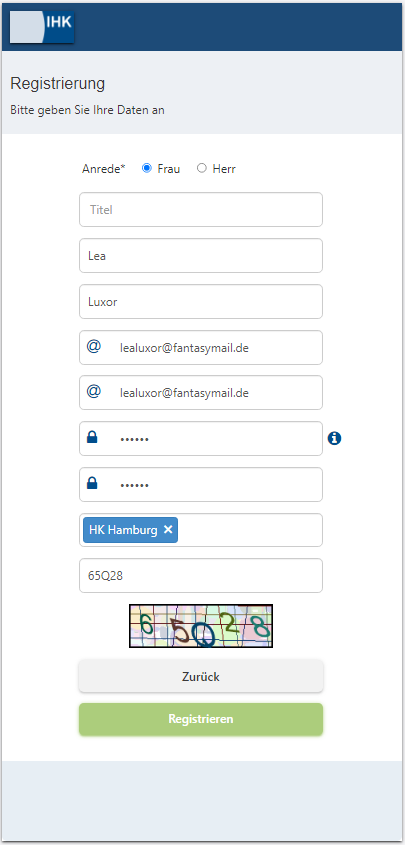 IHK
Registrierung
Bitte geben Sie Ihre Daten an
Anrede* Frau Herr
Titel
Lea
Luxor
@ lealuxor@fantasymail.de
@ lealuxor@fantasymail.de
••••••
••••••
HK Hamburg ×
65Q28
65Q28
Zurück
Registrieren